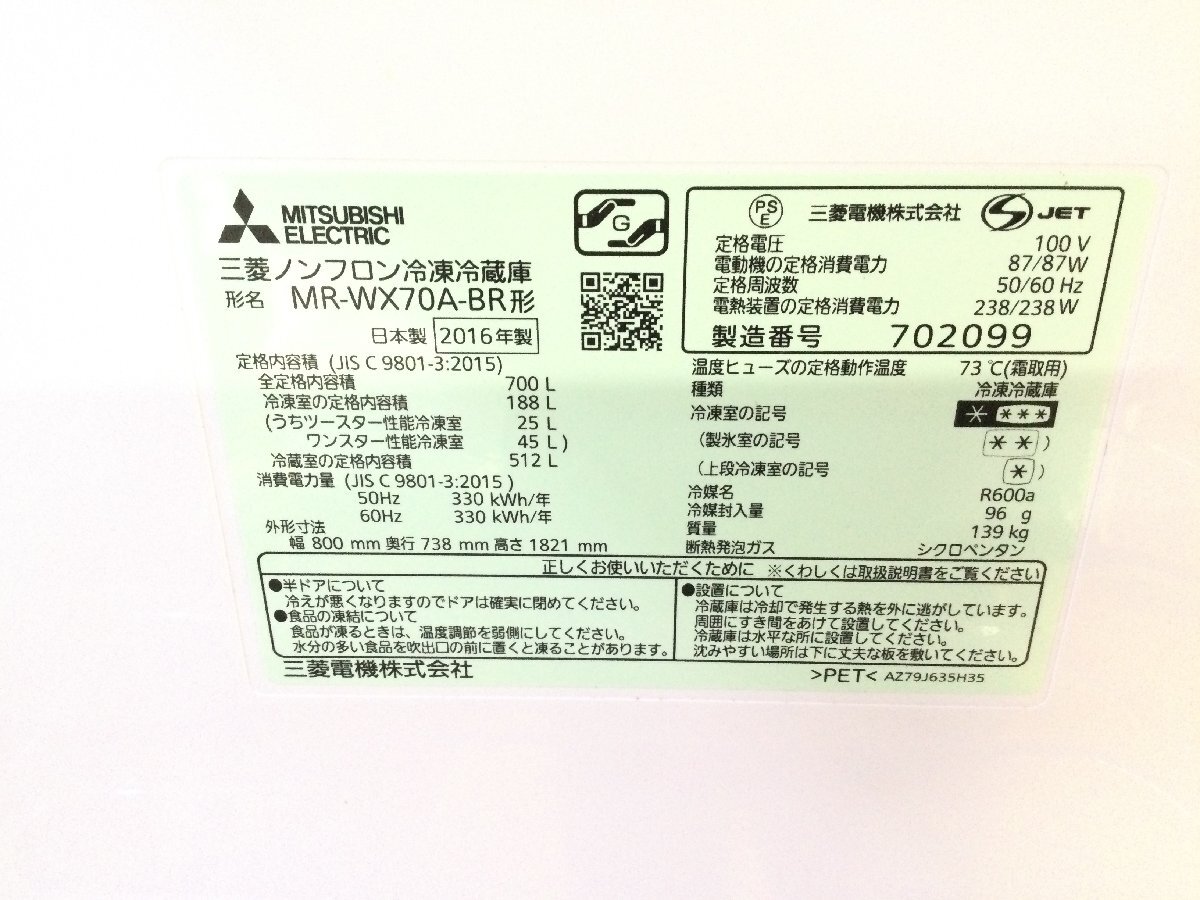 MITSUBISHI
ELECTRIC
三菱ノンフロン冷凍冷蔵庫
形名 MR-WX70A-BR形
日本製 2016年製
定格内容積 (JIS C 9801-3:2015)
全定格内容積 700 L
冷凍室の定格内容積 188 L
(うちツースター性能冷凍室 25 L
ワンスター性能冷凍室 45 L)
冷蔵室の定格内容積 512 L
消費電力量 (JIS C 9801-3:2015)
50Hz 330 kWh/年
60Hz 330 kWh/年
外形寸法
幅 800 mm 奥行 738 mm 高さ 1821 mm
G
PS
E
三菱電機株式会社
S JET
定格電圧 100 V
電動機の定格消費電力 87/87W
定格周波数 50/60 Hz
電熱装置の定格消費電力 238/238W
製造番号 702099
温度ヒューズの定格動作温度 73℃(霜取用)
種類 冷凍冷蔵庫
冷凍室の記号 * ***
(製氷室の記号 **)
(上段冷凍室の記号 *)
冷媒名 R600a
冷媒封入量 96 g
質量 139 kg
断熱発泡ガス シクロペンタン
正しくお使いいただくために ※くわしくは取扱説明書をご覧ください
●半ドアについて
冷えが悪くなりますのでドアは確実に閉めてください。
●食品の凍結について
食品が凍るときは、温度調節を弱側にしてください。
水分の多い食品を吹出口の前に置くと凍ることがあります。
●設置について
冷蔵庫は冷却で発生する熱を外に逃がしています。
周囲にすき間をあけて設置してください。
冷蔵庫は水平な所に設置してください。
沈みやすい場所は下に丈夫な板を敷いてください。
三菱電機株式会社
>PET< AZ79J635H35